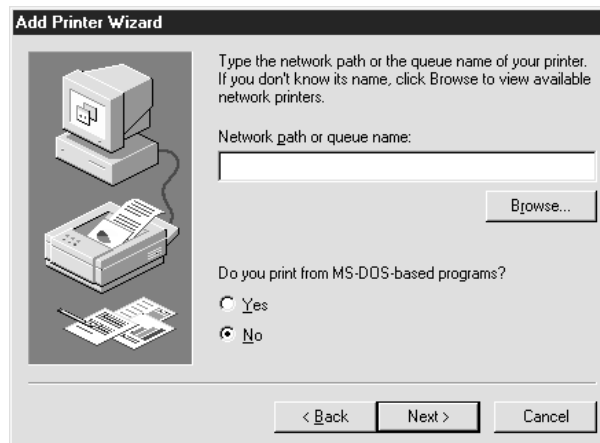 Add Printer Wizard
Type the network path or the queue name of your printer.
If you don't know its name, click Browse to view available
network printers.
Network path or queue name:
Browse...
Do you print from MS-DOS-based programs?
Yes
No
< Back
Next >
Cancel